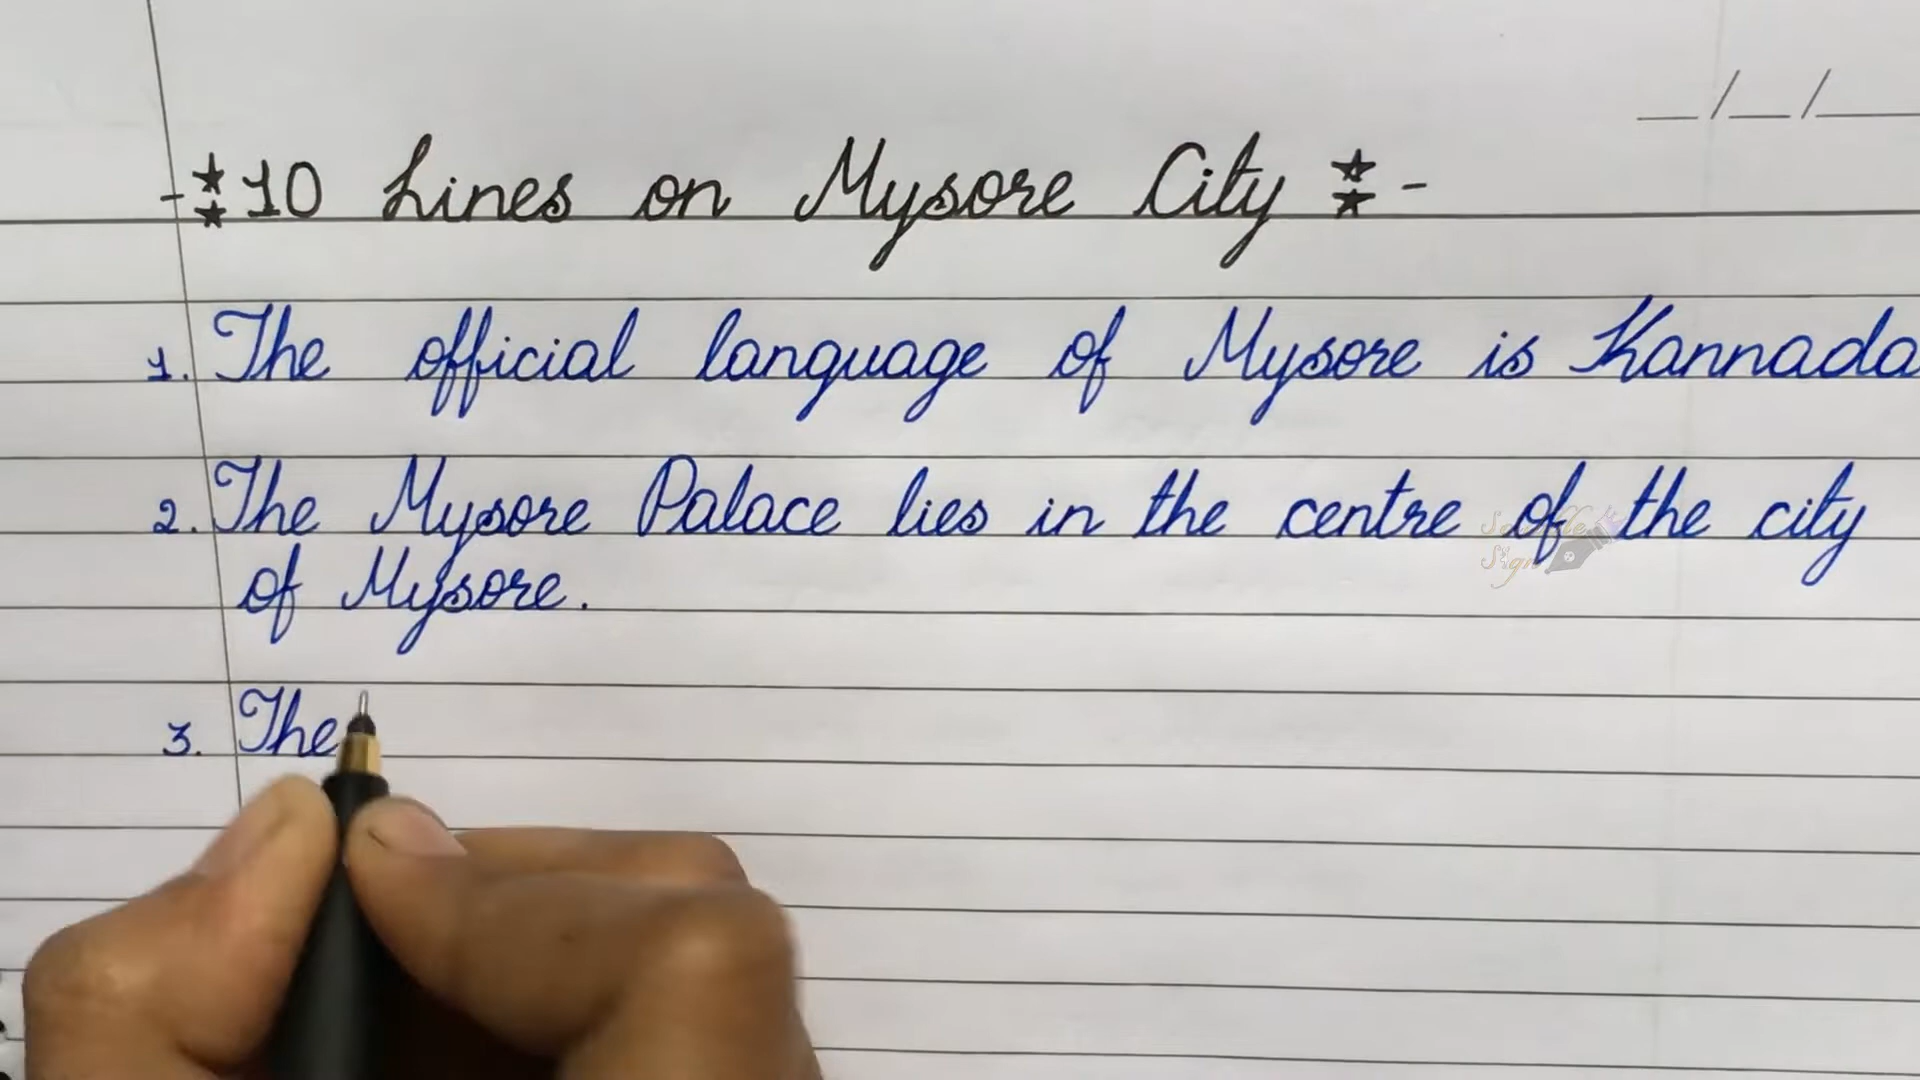 __/__/__
-⁑10 Lines on Mysore City ⁑-
1. The official language of Mysore is Kannada
2. The Mysore Palace lies in the centre of the city
of Mysore.
Sign
3. The